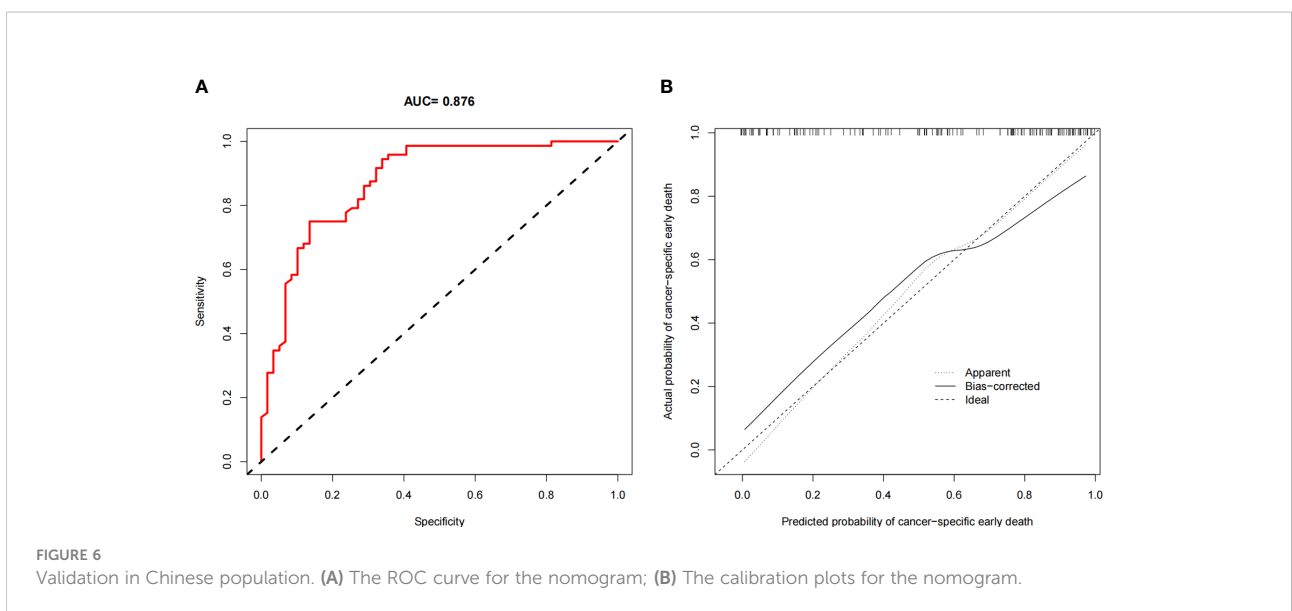 A
AUC= 0.876
Sensitivity
1.0
0.8
0.6
0.4
0.2
0.0
0.0 0.2 0.4 0.6 0.8 1.0
Specificity
B
Actual probability of cancer-specific early death
1.0
0.8
0.6
0.4
0.2
0.0
Apparent
Bias-corrected
Ideal
0.0 0.2 0.4 0.6 0.8 1.0
Predicted probability of cancer-specific early death
FIGURE 6
Validation in Chinese population. (A) The ROC curve for the nomogram; (B) The calibration plots for the nomogram.